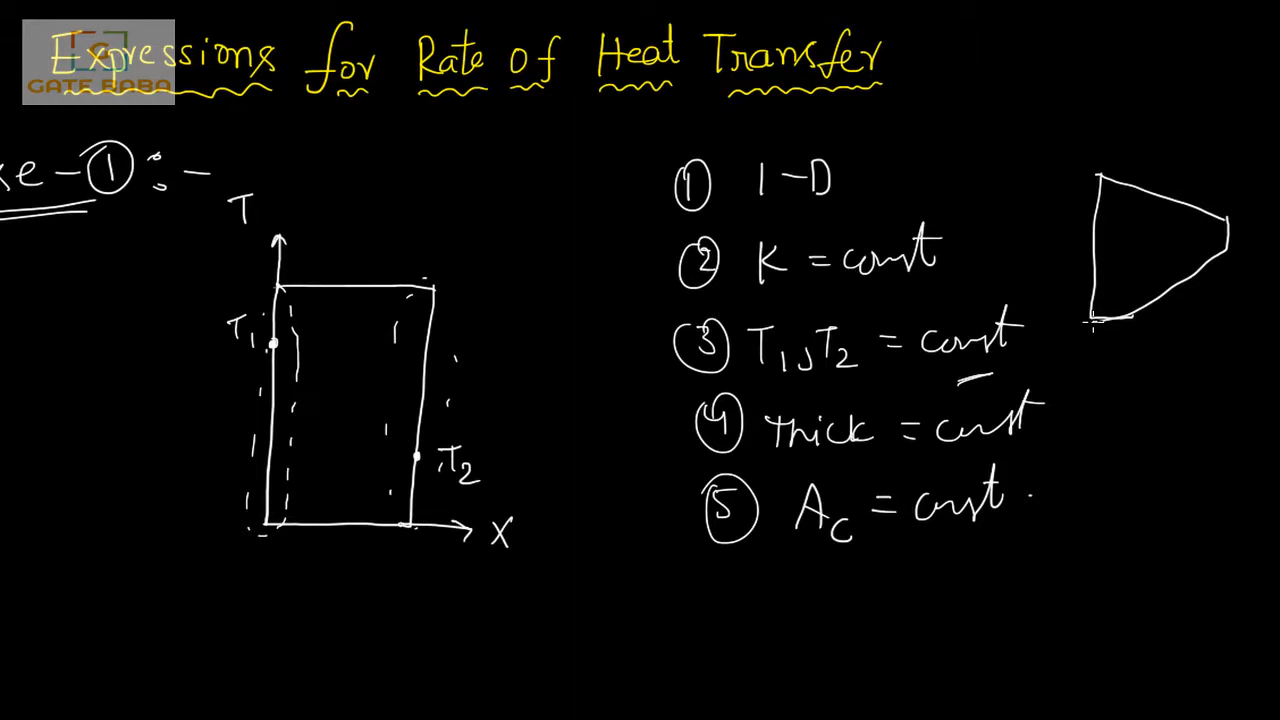 Expressions for Rate Of Heat Transfer
GATE BABA
se - ① : -
T
T1
T2
X
① 1-D
② K = const
③ T1, T2 = const
④ thick = const
⑤ AC = const